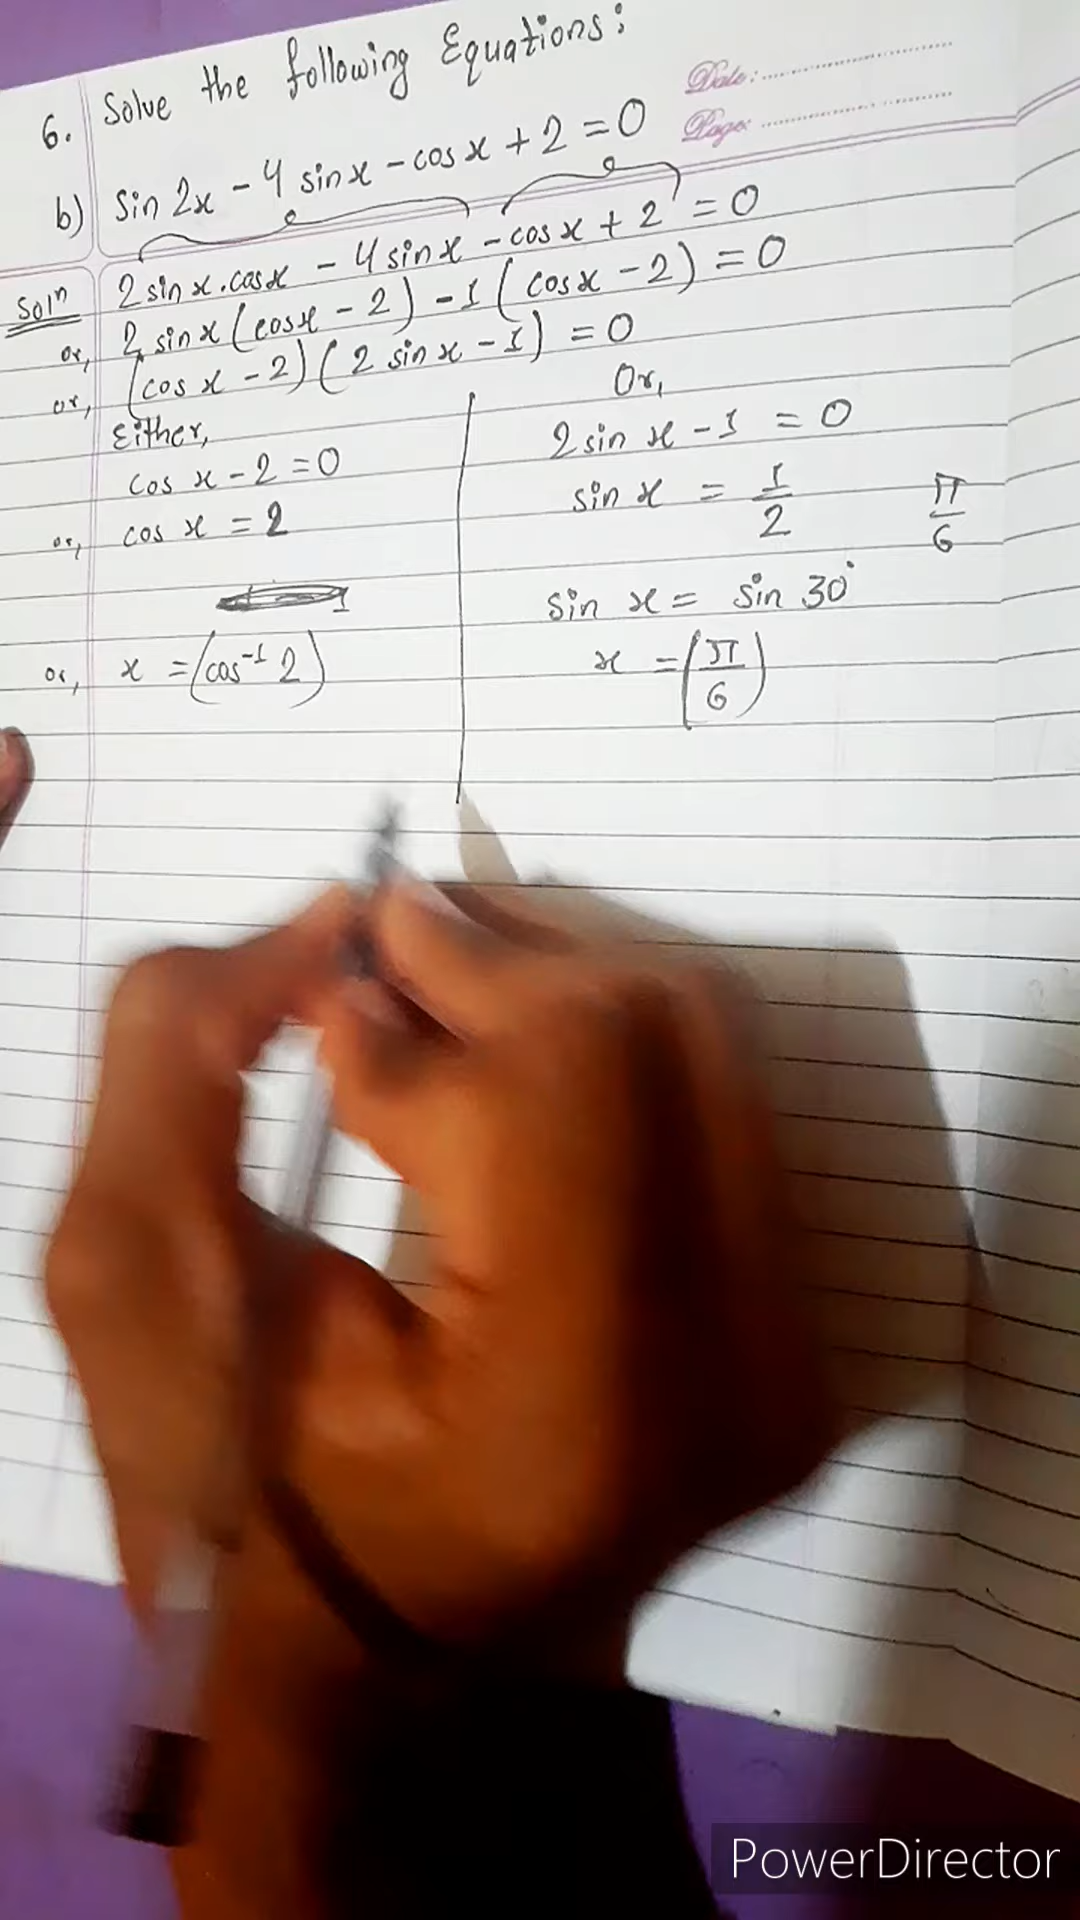 6. Solve the following Equations:
Date:
Page:
b) Sin 2x - 4 sin x - cos x + 2 = 0
Solⁿ 2 sin x . cos x - 4 sin x - cos x + 2 = 0
or, 2 sin x (cos x - 2) - 1 (cos x - 2) = 0
or, (cos x - 2) (2 sin x - 1) = 0
Either,
cos x - 2 = 0
or, cos x = 2
or, x = (cos⁻¹ 2)
Or,
2 sin x - 1 = 0
sin x = 1/2
π/6
sin x = sin 30°
x = (π/6)
PowerDirector